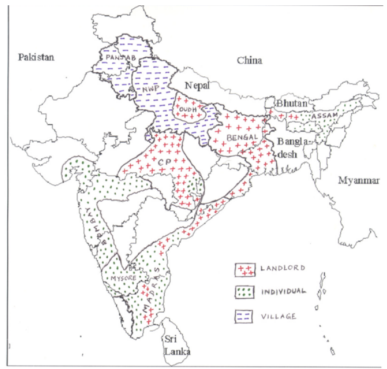 Pakistan
China
PANJAB
NWP
Nepal
OUDH
Bhutan
ASSAM
BENGAL
Bangla-
desh
CP
Myanmar
MYSORE
LANDLORD
INDIVIDUAL
VILLAGE
Sri
Lanka